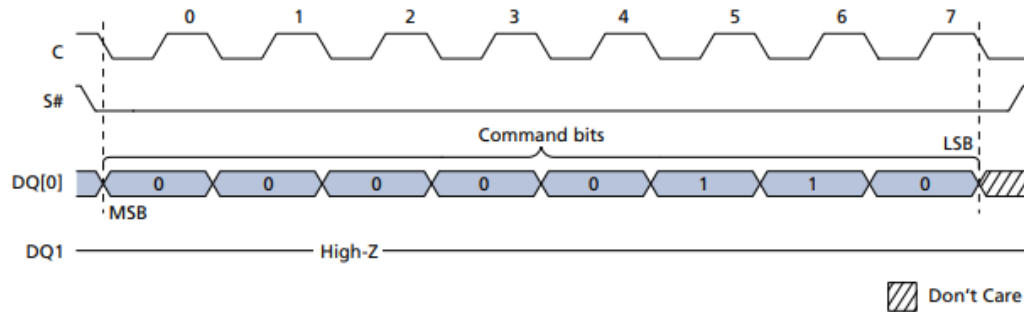 0 1 2 3 4 5 6 7
C
S#
Command bits
LSB
DQ[0] 0 0 0 0 0 1 1 0
MSB
DQ1 High-Z
Don't Care